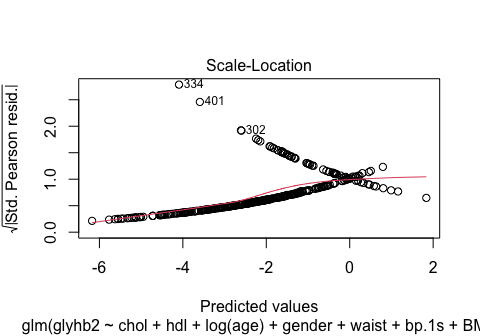 Scale-Location
√|Std. Pearson resid.|
334
401
302
2.0
1.0
0.0
-6 -4 -2 0 2
Predicted values
glm(glyhb2 ~ chol + hdl + log(age) + gender + waist + bp.1s + BM